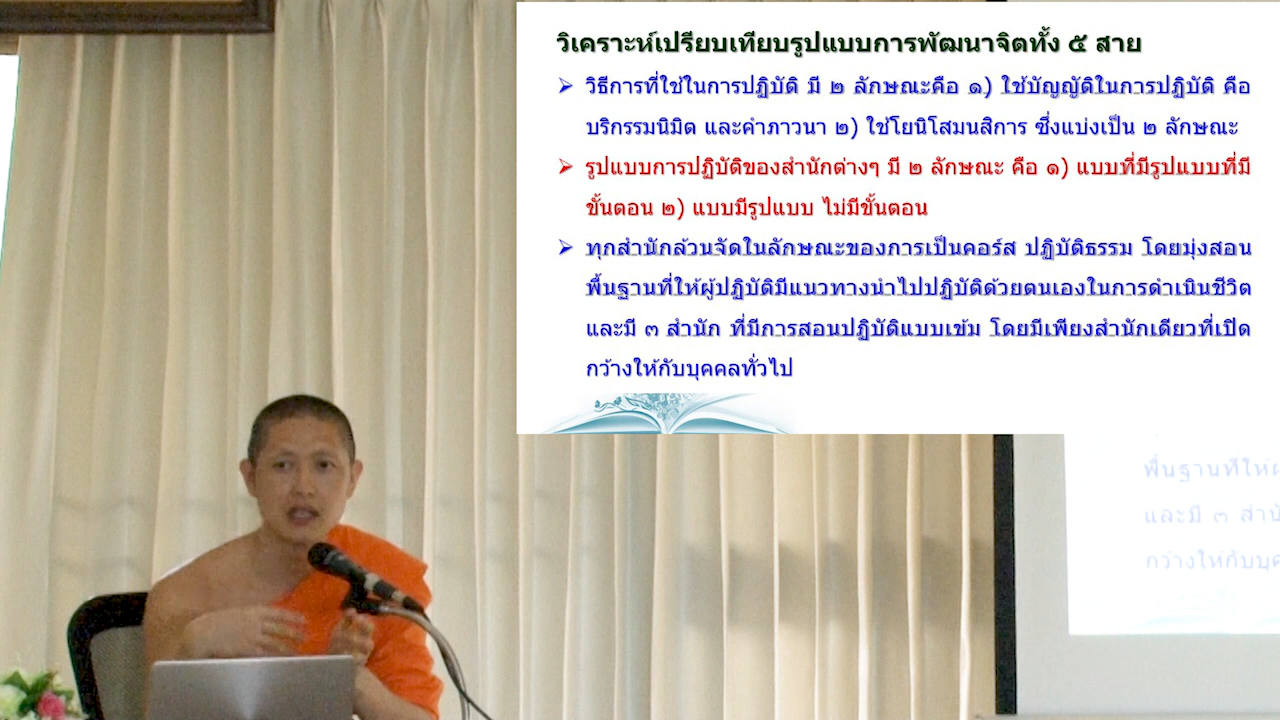 วิเคราะห์เปรียบเทียบรูปแบบการพัฒนาจิตทั้ง ๕ สาย
➢ วิธีการที่ใช้ในการปฏิบัติ มี ๒ ลักษณะคือ ๑) ใช้บัญญัติในการปฏิบัติ คือ
บริกรรมนิมิต และคำภาวนา ๒) ใช้โยนิโสมนสิการ ซึ่งแบ่งเป็น ๒ ลักษณะ
➢ รูปแบบการปฏิบัติของสำนักต่างๆ มี ๒ ลักษณะ คือ ๑) แบบที่มีรูปแบบที่มี
ขั้นตอน ๒) แบบมีรูปแบบ ไม่มีขั้นตอน
➢ ทุกสำนักล้วนจัดในลักษณะของการเป็นคอร์ส ปฏิบัติธรรม โดยมุ่งสอน
พื้นฐานที่ให้ผู้ปฏิบัติมีแนวทางนำไปปฏิบัติด้วยตนเองในการดำเนินชีวิต
และมี ๓ สำนัก ที่มีการสอนปฏิบัติแบบเข้ม โดยมีเพียงสำนักเดียวที่เปิด
กว้างให้กับบุคคลทั่วไป
พื้นฐานที่ให้
และมี ๓ สำ
กว้างให้กับบุ